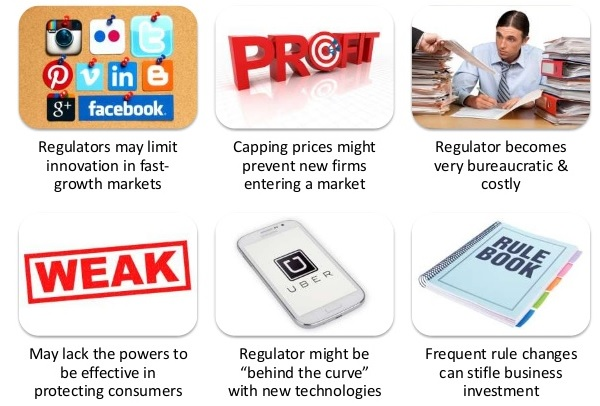 facebook
g+
PROFIT
Regulators may limit
innovation in fast-
growth markets
Capping prices might
prevent new firms
entering a market
Regulator becomes
very bureaucratic &
costly
WEAK
UBER
RULE
BOOK
May lack the powers to
be effective in
protecting consumers
Regulator might be
“behind the curve”
with new technologies
Frequent rule changes
can stifle business
investment